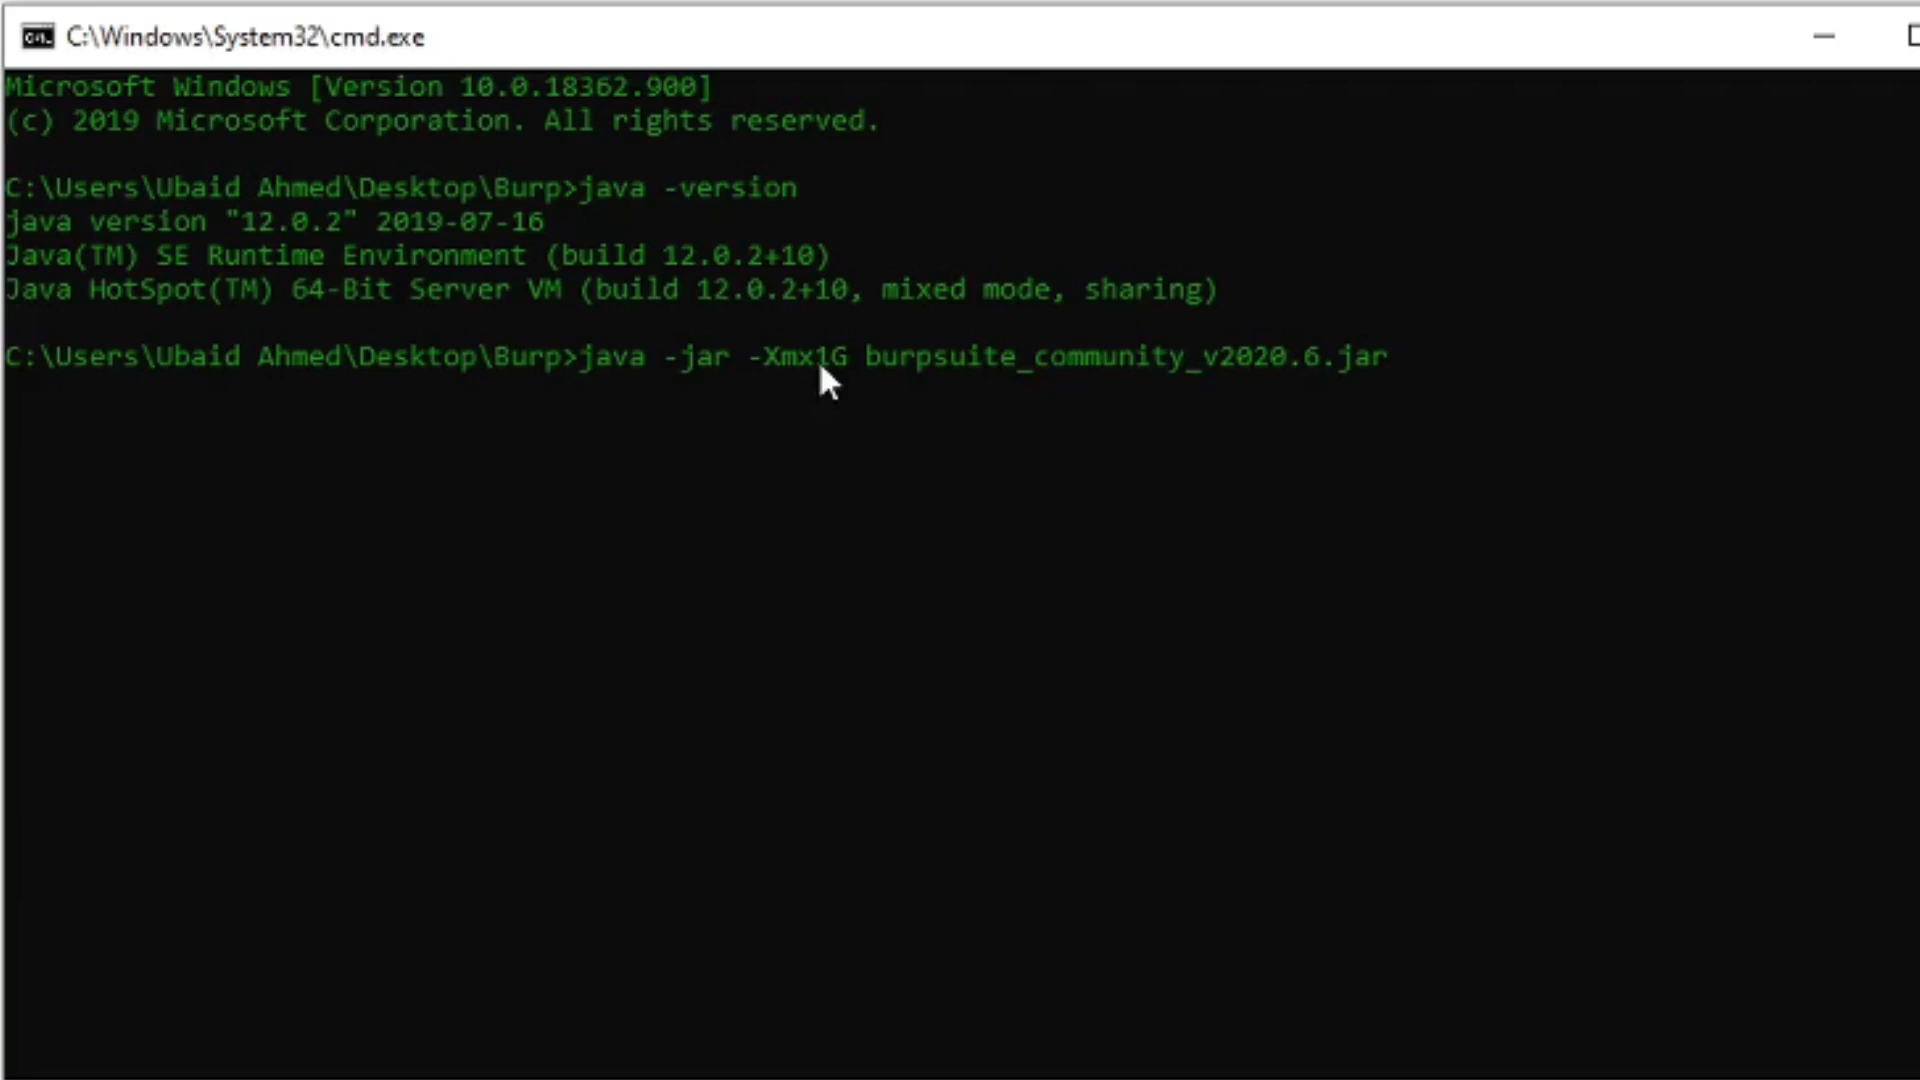 C:\Windows\System32\cmd.exe
Microsoft Windows [Version 10.0.18362.900]
(c) 2019 Microsoft Corporation. All rights reserved.
C:\Users\Ubaid Ahmed\Desktop\Burp>java -version
java version "12.0.2" 2019-07-16
Java(TM) SE Runtime Environment (build 12.0.2+10)
Java HotSpot(TM) 64-Bit Server VM (build 12.0.2+10, mixed mode, sharing)
C:\Users\Ubaid Ahmed\Desktop\Burp>java -jar -Xmx1G burpsuite_community_v2020.6.jar